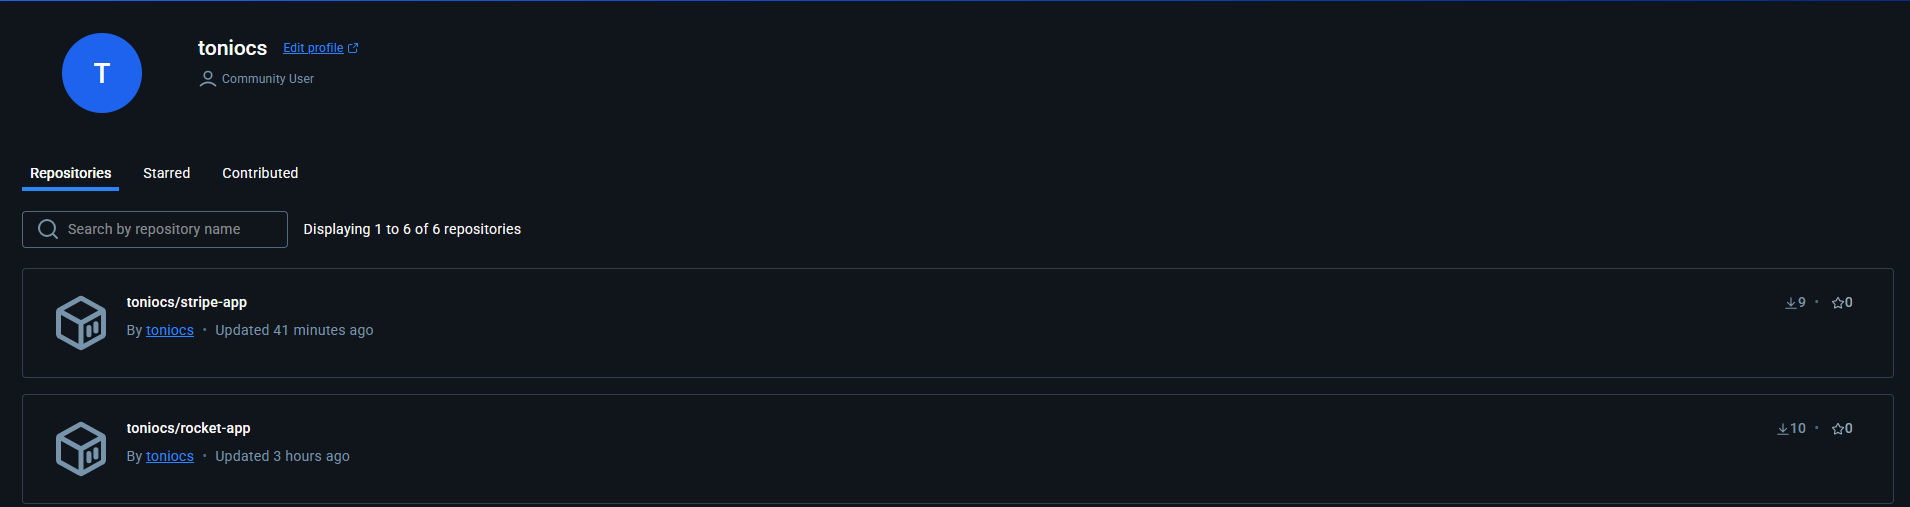 T
toniocs Edit profile
Community User
Repositories Starred Contributed
Search by repository name Displaying 1 to 6 of 6 repositories
toniocs/stripe-app 9 • 0
By toniocs • Updated 41 minutes ago
toniocs/rocket-app 10 • 0
By toniocs • Updated 3 hours ago